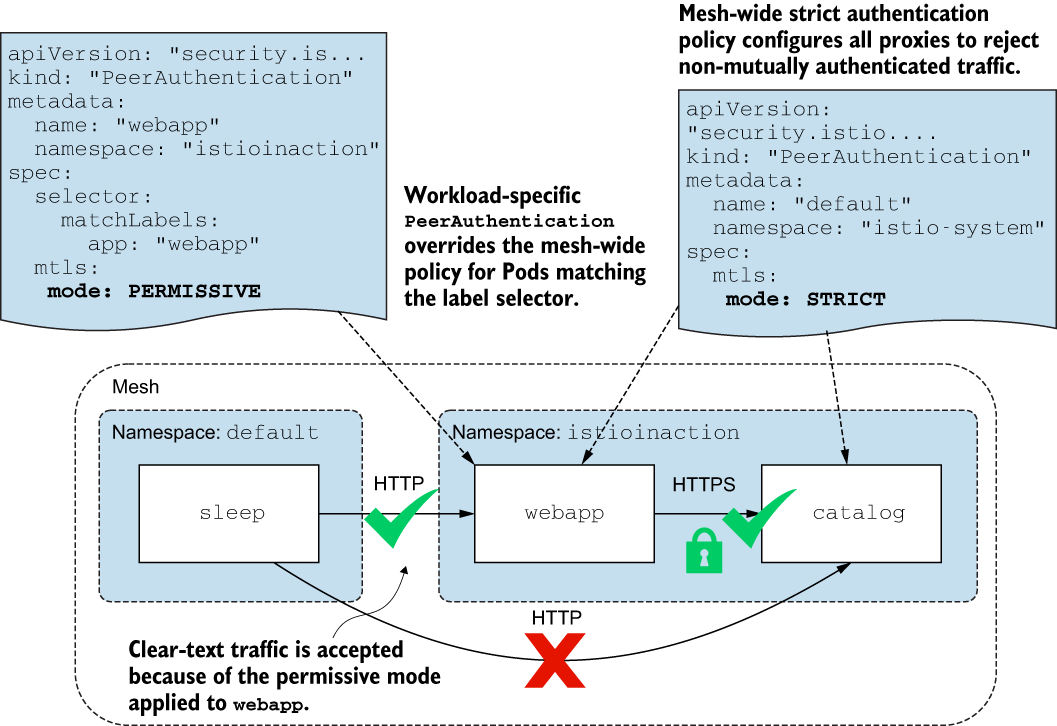 Mesh-wide strict authentication
policy configures all proxies to reject
non-mutually authenticated traffic.
apiVersion: "security.is...
kind: "PeerAuthentication"
metadata:
  name: "webapp"
  namespace: "istioinaction"
spec:
  selector:
    matchLabels:
      app: "webapp"
  mtls:
   mode: PERMISSIVE
Workload-specific
PeerAuthentication
overrides the mesh-wide
policy for Pods matching
the label selector.
apiVersion:
"security.istio....
kind: "PeerAuthentication"
metadata:
  name: "default"
  namespace: "istio-system"
spec:
  mtls:
   mode: STRICT
Mesh
Namespace: default
Namespace: istioinaction
sleep
HTTP
webapp
HTTPS
catalog
HTTP
Clear-text traffic is accepted
because of the permissive mode
applied to webapp.